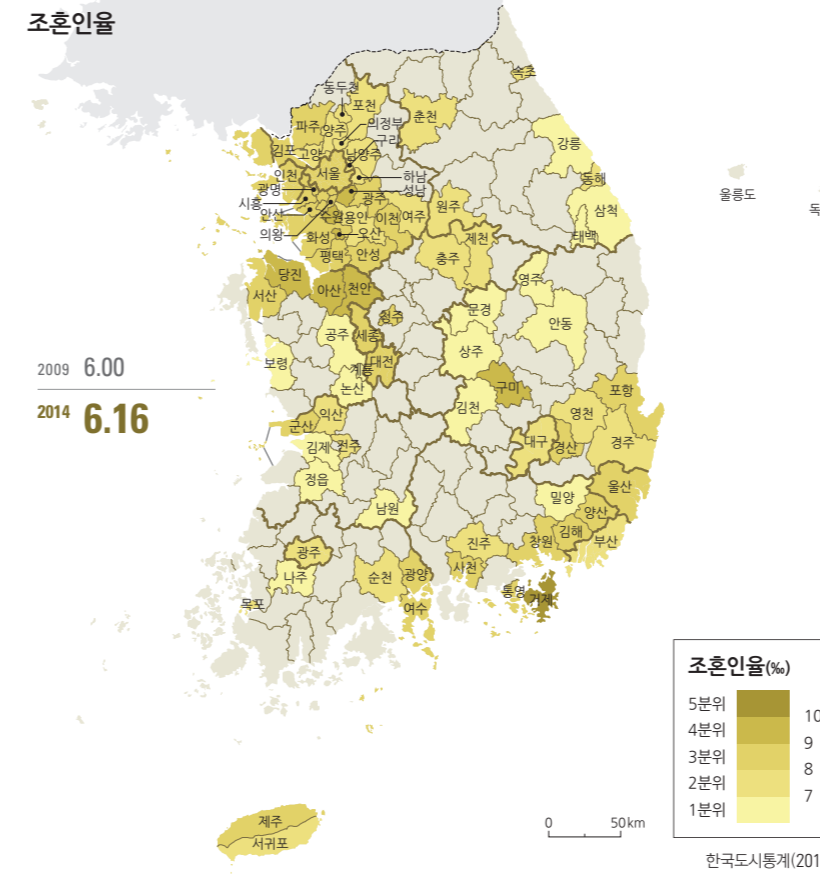 조혼인율
속초
동두천
포천
춘천
파주
양주
의정부
강릉
구리
김포
고양
남양주
인천
서울
하남
동해
광명
성남
울릉도
시흥
광주
원주
독
안산
수원
용인
이천
여주
삼척
의왕
화성
오산
제천
태백
평택
안성
충주
당진
영주
서산
아산
천안
문경
청주
안동
공주
세종
상주
보령
대전
계룡
2009 6.00
구미
포항
논산
김천
2014 6.16
익산
영천
군산
대구
경산
경주
김제
전주
정읍
울산
밀양
남원
양산
김해
진주
창원
부산
광주
사천
나주
순천
광양
통영
거제
목포
여수
조혼인율(‰)
5분위
10
4분위
9
3분위
8
2분위
7
1분위
제주
서귀포
0 50km
한국도시통계(201